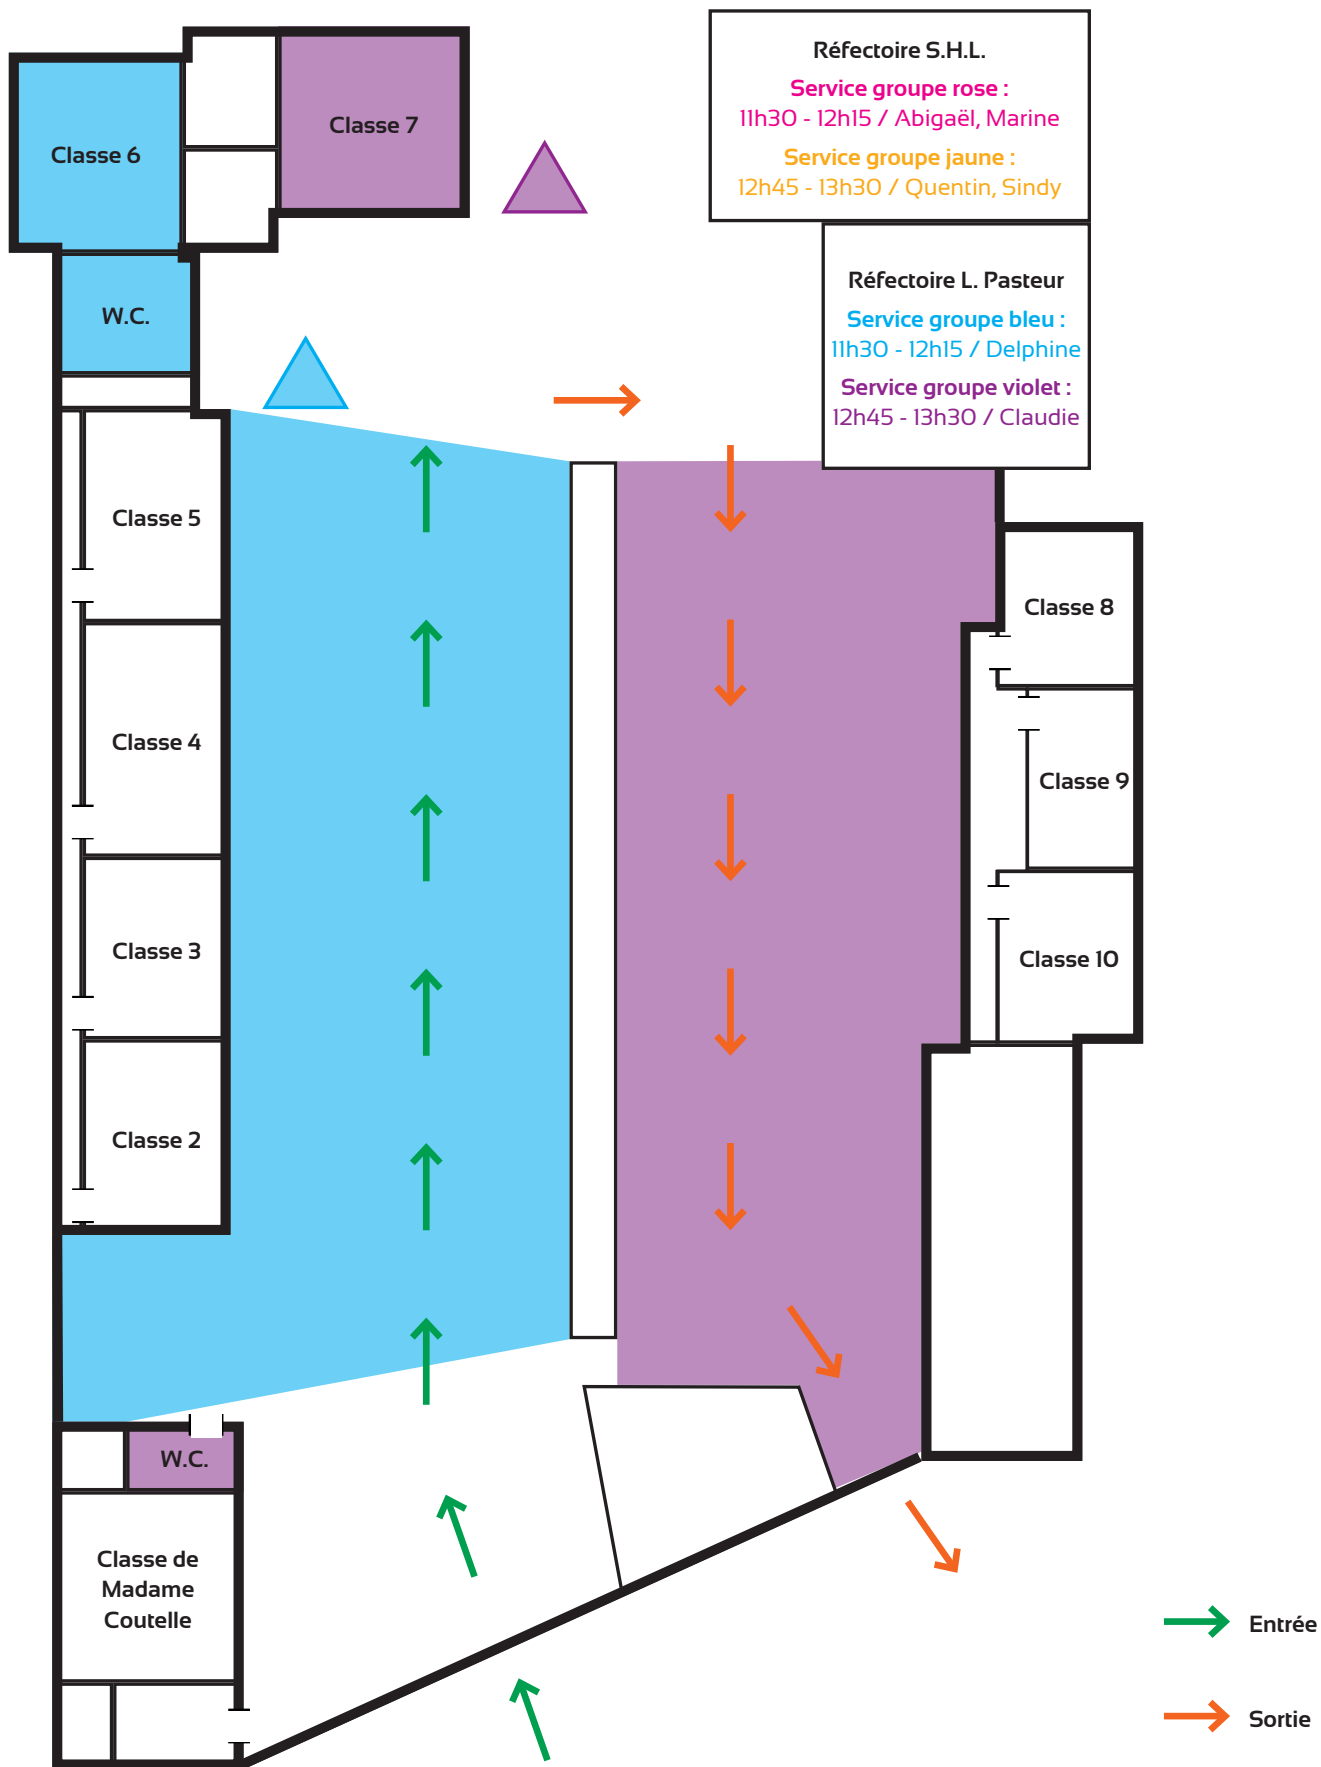 Réfectoire S.H.L.
Service groupe rose :
11h30 - 12h15 / Abigaël, Marine
Service groupe jaune :
12h45 - 13h30 / Quentin, Sindy
Classe 7
Classe 6
Réfectoire L. Pasteur
Service groupe bleu :
11h30 - 12h15 / Delphine
Service groupe violet :
12h45 - 13h30 / Claudie
W.C.
Classe 5
Classe 8
Classe 4
Classe 9
Classe 3
Classe 10
Classe 2
W.C.
Classe de
Madame
Coutelle
Entrée
Sortie